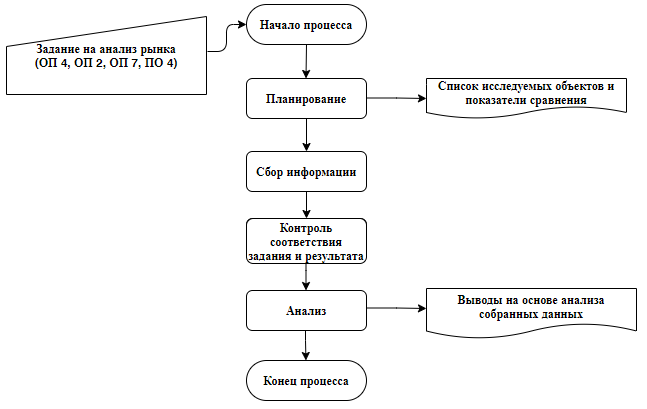 Начало процесса
Задание на анализ рынка
(ОП 4, ОП 2, ОП 7, ПО 4)
Планирование
Список исследуемых объектов и
показатели сравнения
Сбор информации
Контроль
соответствия
задания и результата
Анализ
Выводы на основе анализа
собранных данных
Конец процесса